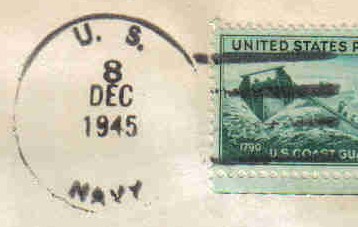 U. S.
8
DEC
1945
NAVY
UNITED STATES P
1790 U.S. COAST GUA